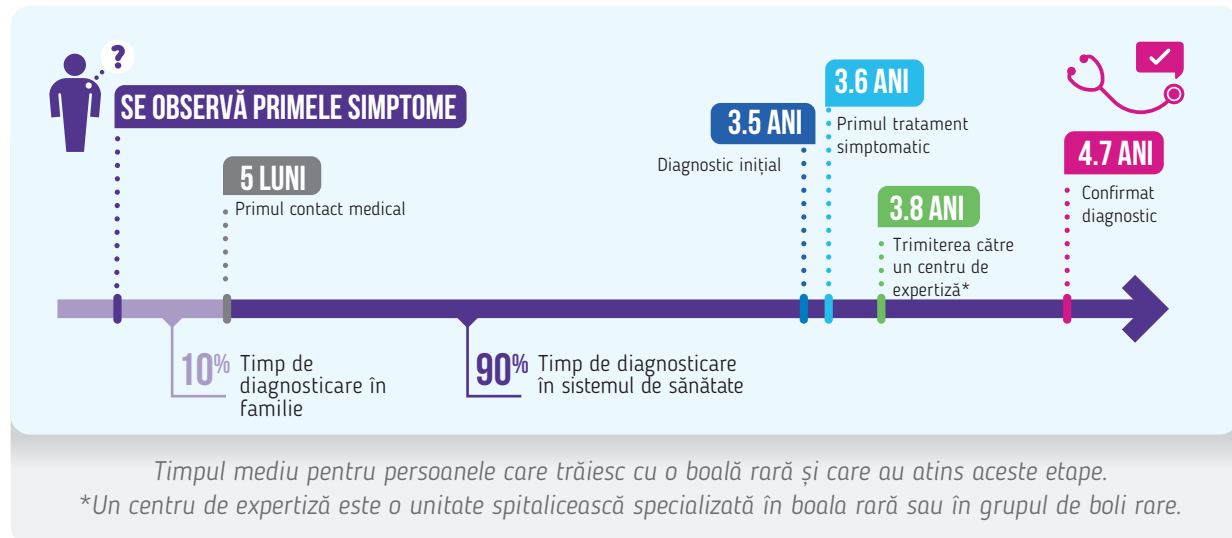 ?
SE OBSERVĂ PRIMELE SIMPTOME
5 LUNI
Primul contact medical
3.5 ANI
Diagnostic inițial
3.6 ANI
Primul tratament
simptomatic
3.8 ANI
Trimiterea către
un centru de
expertiză*
4.7 ANI
Confirmat
diagnostic
10% Timp de
diagnosticare în
familie
90% Timp de diagnosticare
în sistemul de sănătate
Timpul mediu pentru persoanele care trăiesc cu o boală rară și care au atins aceste etape.
*Un centru de expertiză este o unitate spitalicească specializată în boala rară sau în grupul de boli rare.